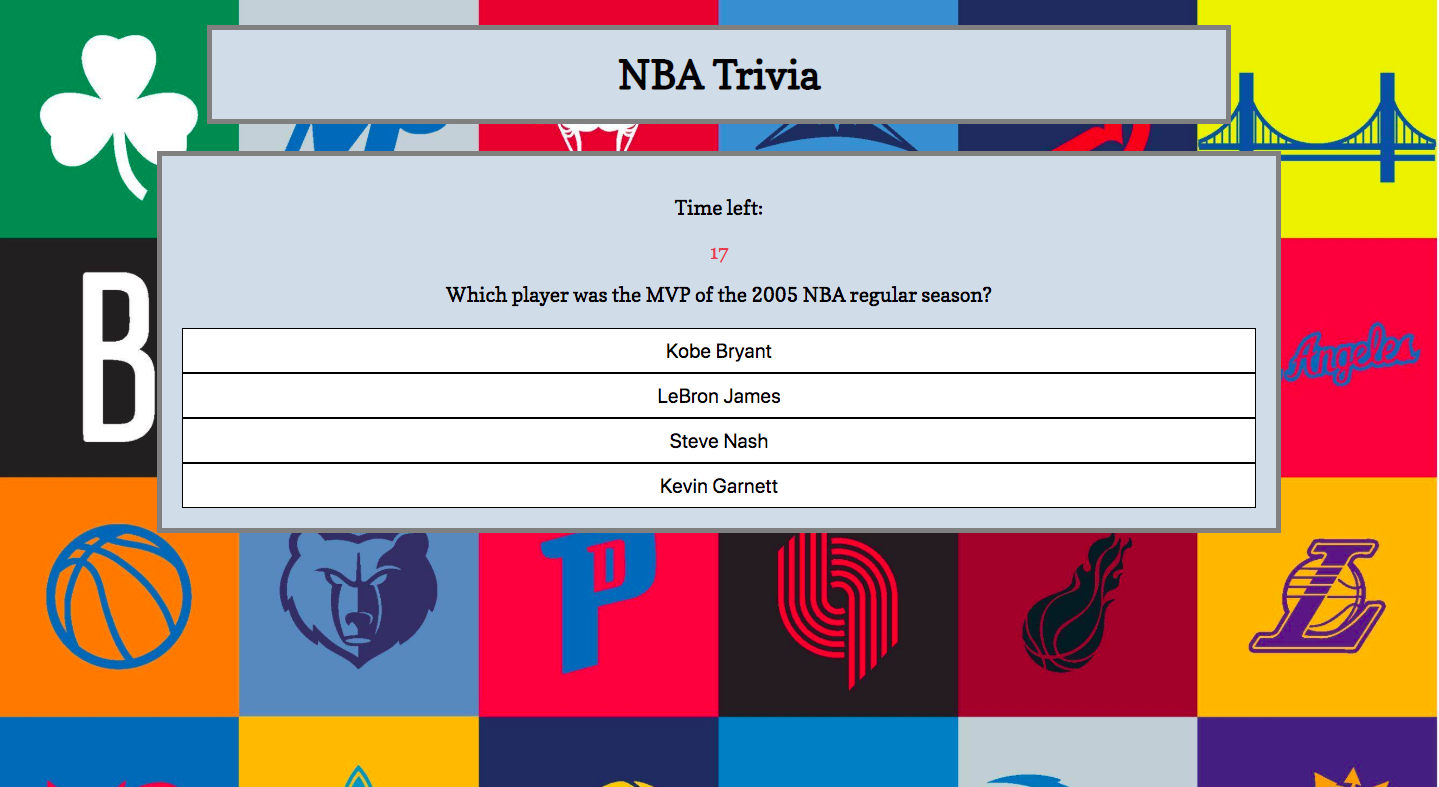 NBA Trivia
Time left:
17
Which player was the MVP of the 2005 NBA regular season?
Kobe Bryant
LeBron James
Steve Nash
Kevin Garnett
B
Angeles
P
D
L